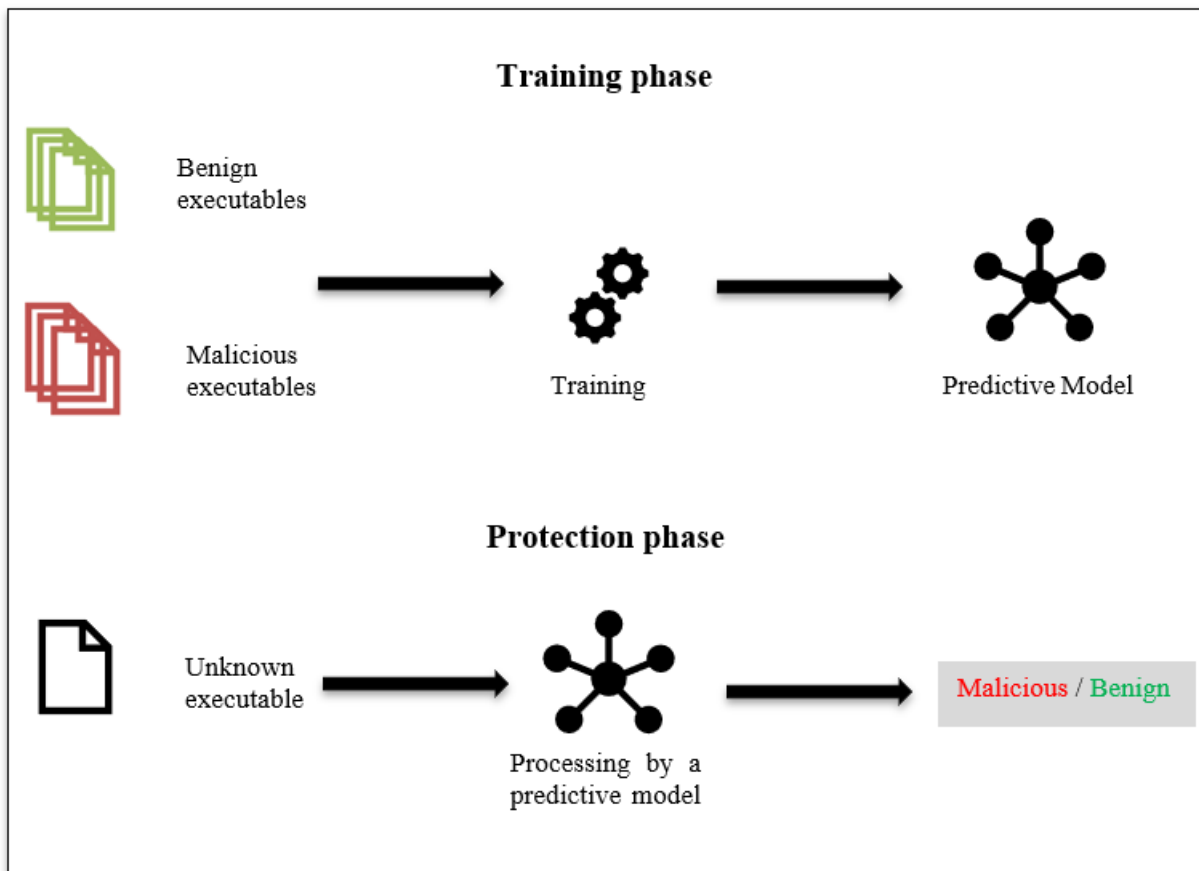 Training phase
Benign
executables
Malicious
executables
Training
Predictive Model
Protection phase
Unknown
executable
Processing by a
predictive model
Malicious / Benign